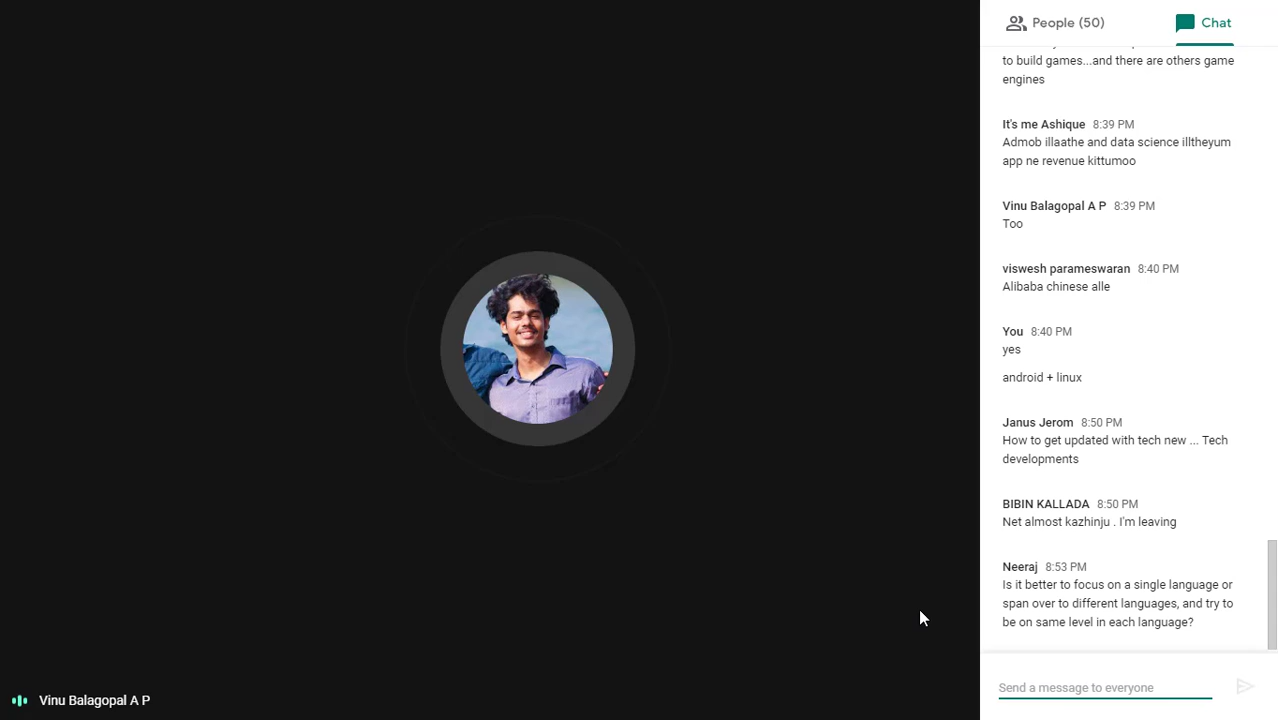 People (50)
Chat
to build games...and there are others game
engines
It's me Ashique 8:39 PM
Admob illaathe and data science illtheyum
app ne revenue kittumoo
Vinu Balagopal A P 8:39 PM
Too
viswesh parameswaran 8:40 PM
Alibaba chinese alle
You 8:40 PM
yes
android + linux
Janus Jerom 8:50 PM
How to get updated with tech new ... Tech
developments
BIBIN KALLADA 8:50 PM
Net almost kazhinju . I'm leaving
Neeraj 8:53 PM
Is it better to focus on a single language or
span over to different languages, and try to
be on same level in each language?
Send a message to everyone
Vinu Balagopal A P